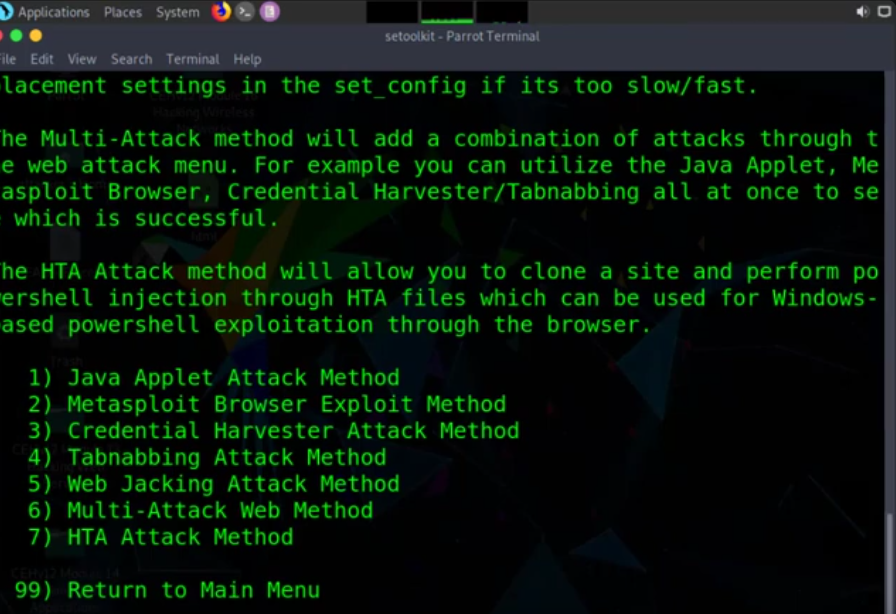 Applications Places System
setoolkit - Parrot Terminal
File Edit View Search Terminal Help
placement settings in the set_config if its too slow/fast.
The Multi-Attack method will add a combination of attacks through t
he web attack menu. For example you can utilize the Java Applet, Me
tasploit Browser, Credential Harvester/Tabnabbing all at once to se
e which is successful.
The HTA Attack method will allow you to clone a site and perform po
wershell injection through HTA files which can be used for Windows-
based powershell exploitation through the browser.
1) Java Applet Attack Method
2) Metasploit Browser Exploit Method
3) Credential Harvester Attack Method
4) Tabnabbing Attack Method
5) Web Jacking Attack Method
6) Multi-Attack Web Method
7) HTA Attack Method
99) Return to Main Menu